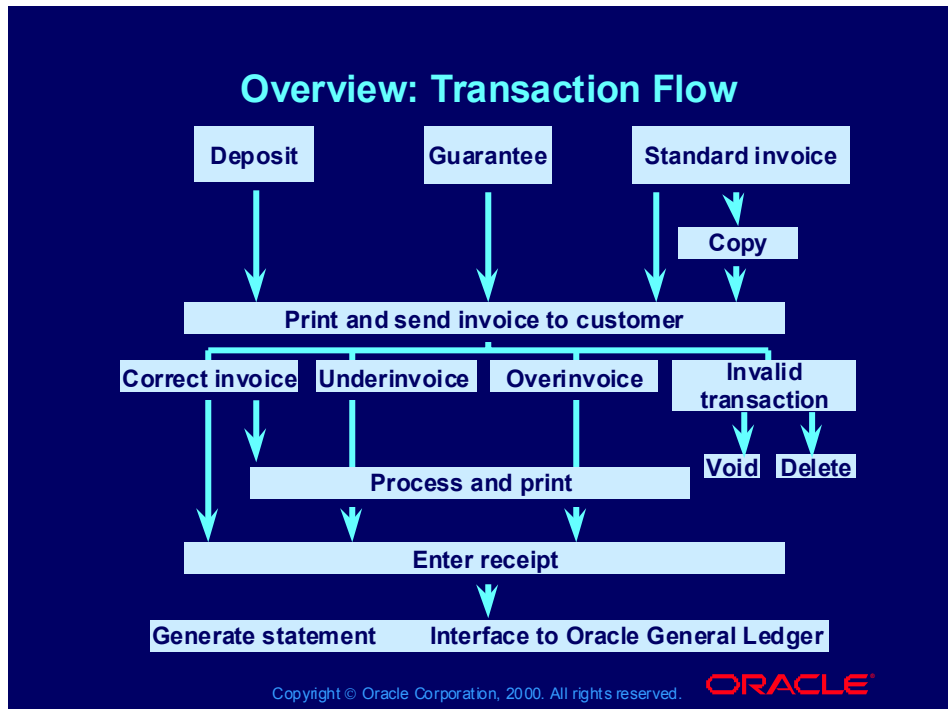 Overview: Transaction Flow
Deposit
Guarantee
Standard invoice
Copy
Print and send invoice to customer
Correct invoice
Underinvoice
Overinvoice
Invalid
transaction
Void
Delete
Process and print
Enter receipt
Generate statement
Interface to Oracle General Ledger
Copyright © Oracle Corporation, 2000. All rights reserved.
ORACLE®